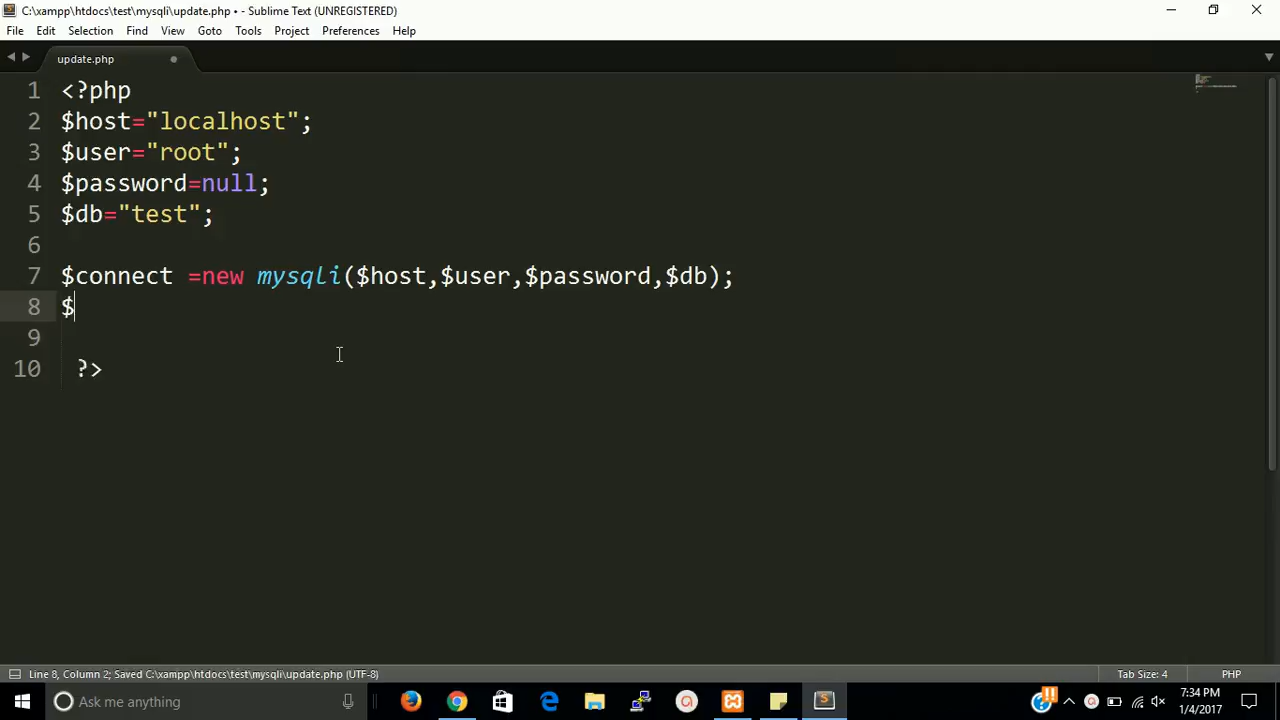 C:\xampp\htdocs\test\mysqli\update.php • - Sublime Text (UNREGISTERED)
File Edit Selection Find View Goto Tools Project Preferences Help
update.php
1 <?php
2 $host="localhost";
3 $user="root";
4 $password=null;
5 $db="test";
6
7 $connect =new mysqli($host,$user,$password,$db);
8 $
9
10 ?>
Line 8, Column 2; Saved C:\xampp\htdocs\test\mysqli\update.php (UTF-8) Tab Size: 4 PHP
Ask me anything
7:34 PM
1/4/2017